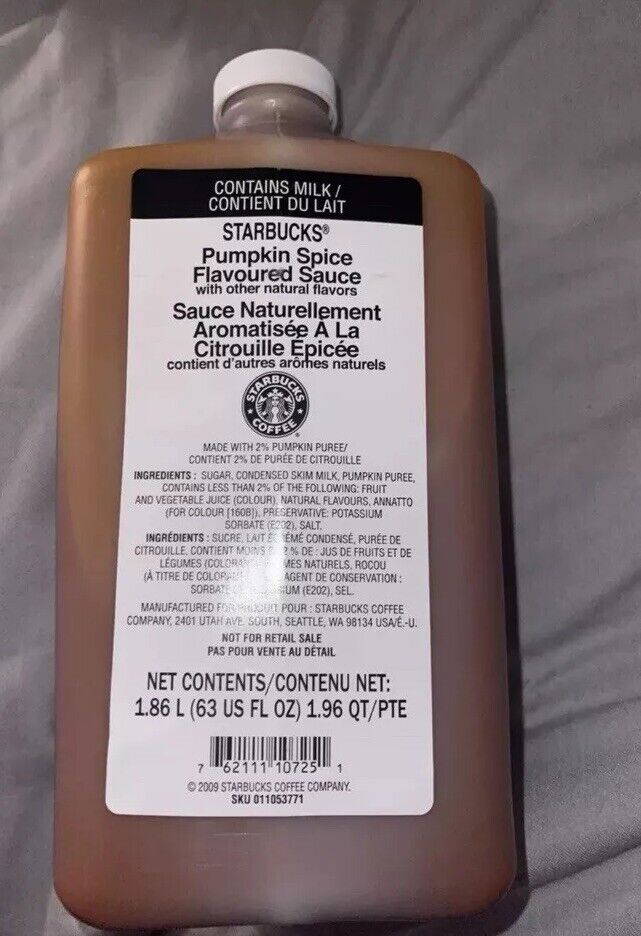 CONTAINS MILK /
CONTIENT DU LAIT
STARBUCKS®
Pumpkin Spice
Flavoured Sauce
with other natural flavors
Sauce Naturellement
Aromatisée A La
Citrouille Épicée
contient d'autres arômes naturels
STARBUCKS
COFFEE
MADE WITH 2% PUMPKIN PUREE/
CONTIENT 2% DE PURÉE DE CITROUILLE
INGREDIENTS : SUGAR, CONDENSED SKIM MILK, PUMPKIN PUREE,
CONTAINS LESS THAN 2% OF THE FOLLOWING: FRUIT
AND VEGETABLE JUICE (COLOUR), NATURAL FLAVOURS, ANNATTO
(FOR COLOUR [160B]), PRESERVATIVE: POTASSIUM
SORBATE (E202), SALT.
INGRÉDIENTS : SUCRE, LAIT CONDENSÉ, PURÉE DE
CITROUILLE, CONTIENT MOINS 2 % DE : JUS DE FRUITS ET DE
LÉGUMES NATURELS, ROCOU
(À TITRE DE AGENT DE CONSERVATION :
(E202), SEL.
MANUFACTURED FOR/PRODUIT POUR : STARBUCKS COFFEE
COMPANY, 2401 UTAH AVE. SOUTH, SEATTLE, WA 98134 USA/É.-U.
NOT FOR RETAIL SALE
PAS POUR VENTE AU DÉTAIL
NET CONTENTS/CONTENU NET:
1.86 L (63 US FL OZ) 1.96 QT/PTE
7 62111 10725 1
© 2009 STARBUCKS COFFEE COMPANY.
SKU 011053771